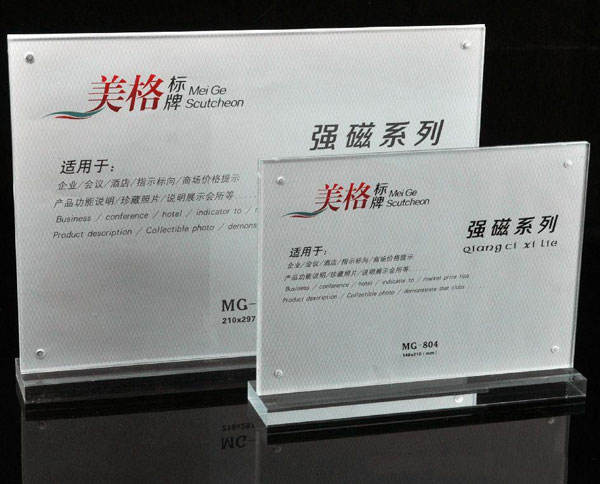 美格标牌 Mei Ge Scutcheon
强磁系列
适用于：
企业/会议/酒店/指示标向/商场价格提示
产品功能说明/珍藏照片/说明展示会所等......
Business / conference / hotel / indicator to /
Product description / Collectible photo /
MG-
210x297
美格标牌 Mei Ge Scutcheon
强磁系列
Qiang ci xi lie
适用于：
企业/会议/酒店/指示标向/商场价格提示
产品功能说明/珍藏照片/说明展示会所等......
Business / conference / hotel / indicator to / market price tips
Product description / Collectible photo / demonstrate that clubs ......
MG-804
148x210 (mm)